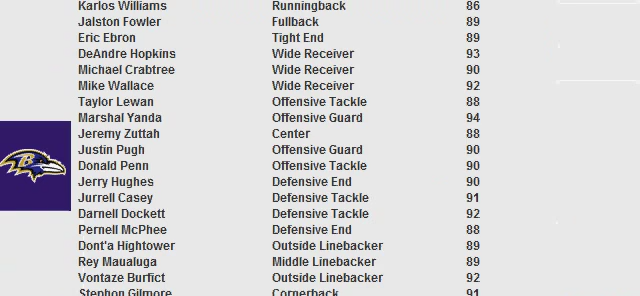 Karlos Williams Runningback 86
Jalston Fowler Fullback 89
Eric Ebron Tight End 89
DeAndre Hopkins Wide Receiver 93
Michael Crabtree Wide Receiver 90
Mike Wallace Wide Receiver 92
Taylor Lewan Offensive Tackle 88
Marshal Yanda Offensive Guard 94
Jeremy Zuttah Center 88
Justin Pugh Offensive Guard 90
Donald Penn Offensive Tackle 90
Jerry Hughes Defensive End 90
Jurrell Casey Defensive Tackle 91
Darnell Dockett Defensive Tackle 92
Pernell McPhee Defensive End 88
Dont'a Hightower Outside Linebacker 89
Rey Maualuga Middle Linebacker 89
Vontaze Burfict Outside Linebacker 92
Stephon Gilmore Cornerback 91